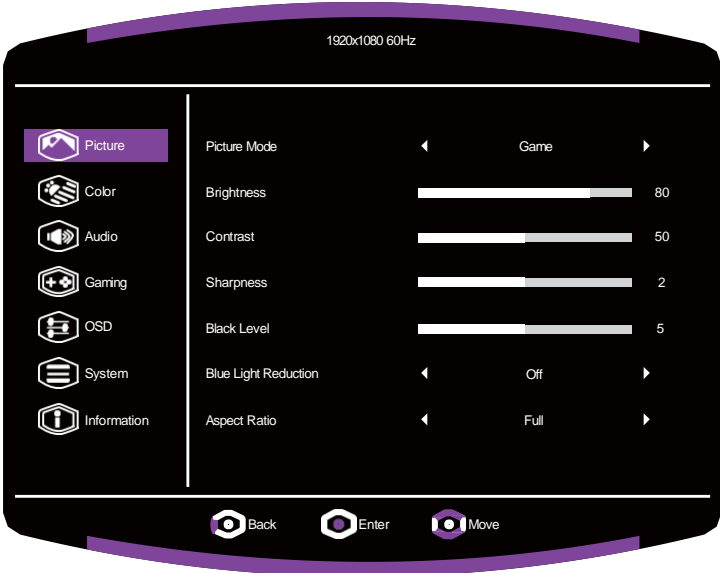 1920x1080 60Hz
Picture
Color
Audio
Gaming
OSD
System
Information
Picture Mode Game
Brightness 80
Contrast 50
Sharpness 2
Black Level 5
Blue Light Reduction Off
Aspect Ratio Full
Back Enter Move